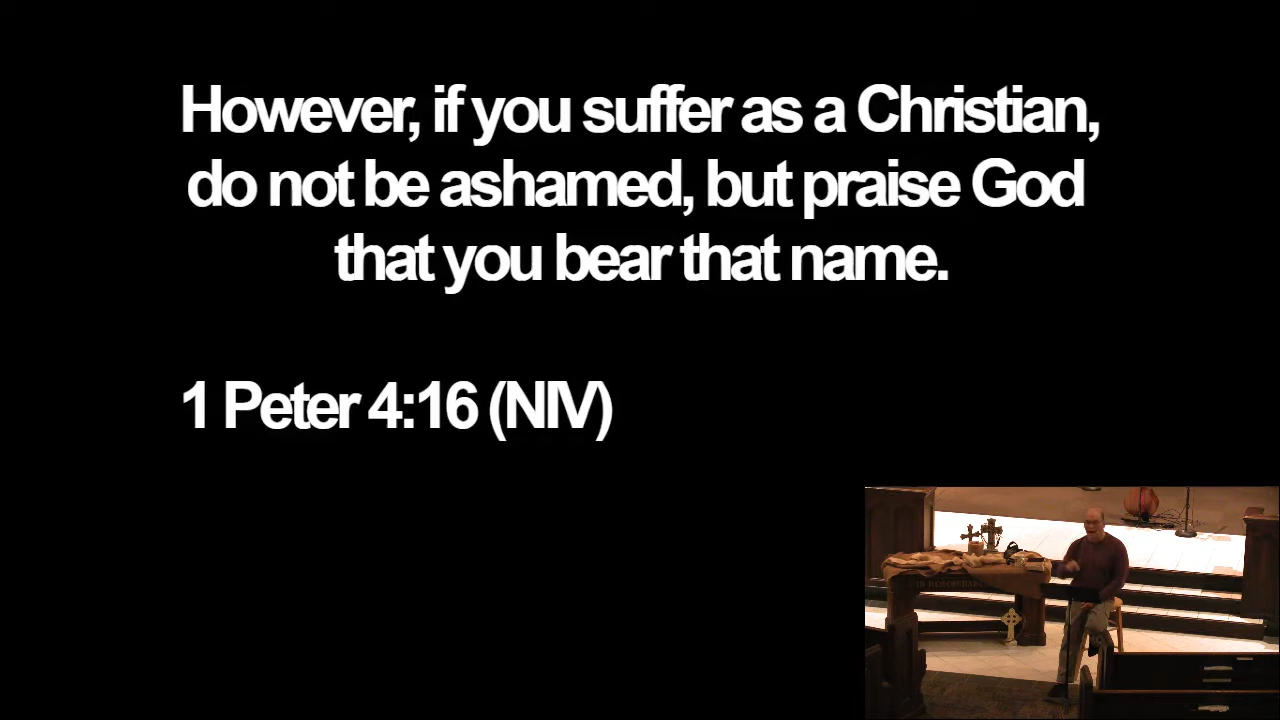 However, if you suffer as a Christian,
do not be ashamed, but praise God
that you bear that name.
1 Peter 4:16 (NIV)